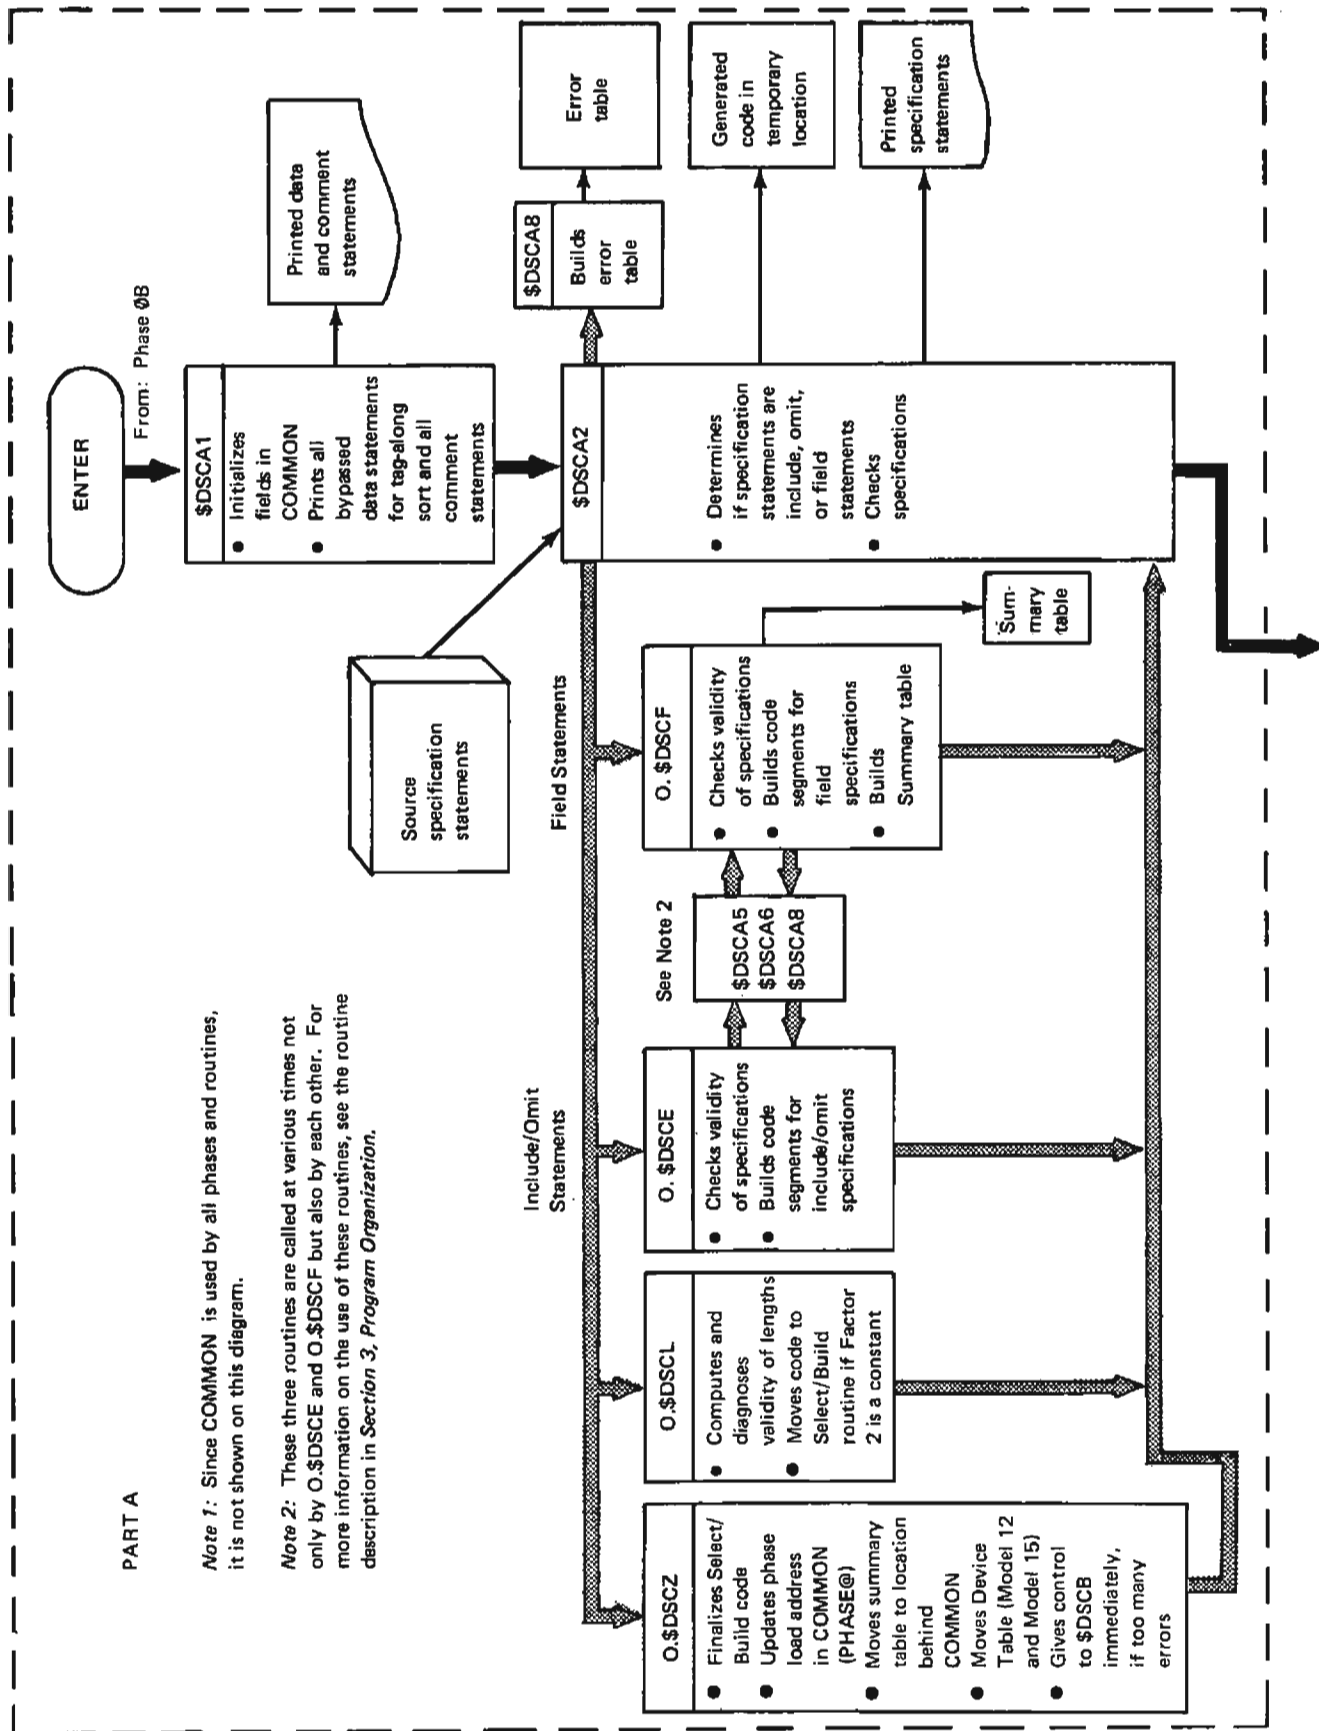 PART A
Note 1: Since COMMON is used by all phases and routines,
it is not shown on this diagram.
Note 2: These three routines are called at various times not
only by O.$DSCE and O.$DSCF but also by each other. For
more information on the use of these routines, see the routine
description in Section 3, Program Organization.
ENTER
From: Phase 0B
$DSCA1
● Initializes
fields in
COMMON
● Prints all
bypassed
data statements
for tag-along
sort and all
comment
statements
Printed data
and comment
statements
Source
specification
statements
$DSCA2
● Determines
if specification
statements are
include, omit,
or field
statements
● Checks
specifications
$DSCA8
Builds
error
table
Error
table
Generated
code in
temporary
location
Printed
specification
statements
Include/Omit
Statements
Field Statements
O.$DSCZ
● Finalizes Select/
Build code
● Updates phase
load address
in COMMON
(PHASE@)
● Moves summary
table to location
behind
COMMON
● Moves Device
Table (Model 12
and Model 15)
● Gives control
to $DSCB
immediately,
if too many
errors
O.$DSCL
● Computes and
diagnoses
validity of lengths
● Moves code to
Select/Build
routine if Factor
2 is a constant
O. $DSCE
● Checks validity
of specifications
● Builds code
segments for
include/omit
specifications
See Note 2
$DSCA5
$DSCA6
$DSCA8
O. $DSCF
● Checks validity
of specifications
● Builds code
segments for
field
specifications
● Builds
Summary table
Sum-
mary
table